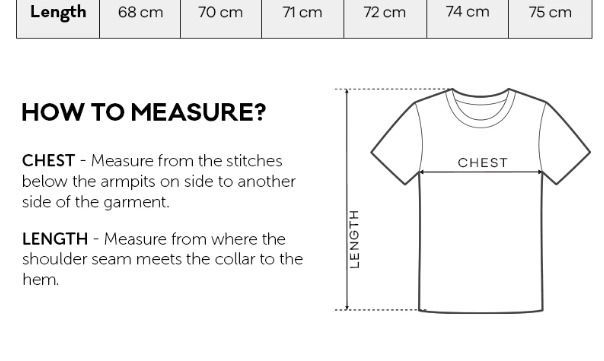 Length 68 cm 70 cm 71 cm 72 cm 74 cm 75 cm
HOW TO MEASURE?
CHEST - Measure from the stitches
below the armpits on side to another
side of the garment.
LENGTH - Measure from where the
shoulder seam meets the collar to the
hem.
CHEST
LENGTH